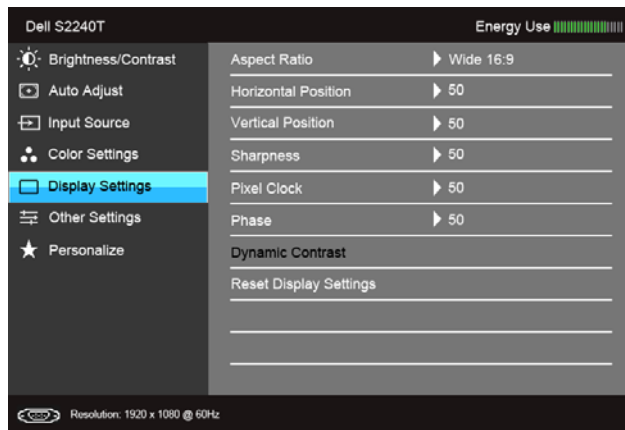 Dell S2240T
Energy Use
Brightness/Contrast
Auto Adjust
Input Source
Color Settings
Display Settings
Other Settings
Personalize
Aspect Ratio Wide 16:9
Horizontal Position 50
Vertical Position 50
Sharpness 50
Pixel Clock 50
Phase 50
Dynamic Contrast
Reset Display Settings
Resolution: 1920 x 1080 @ 60Hz